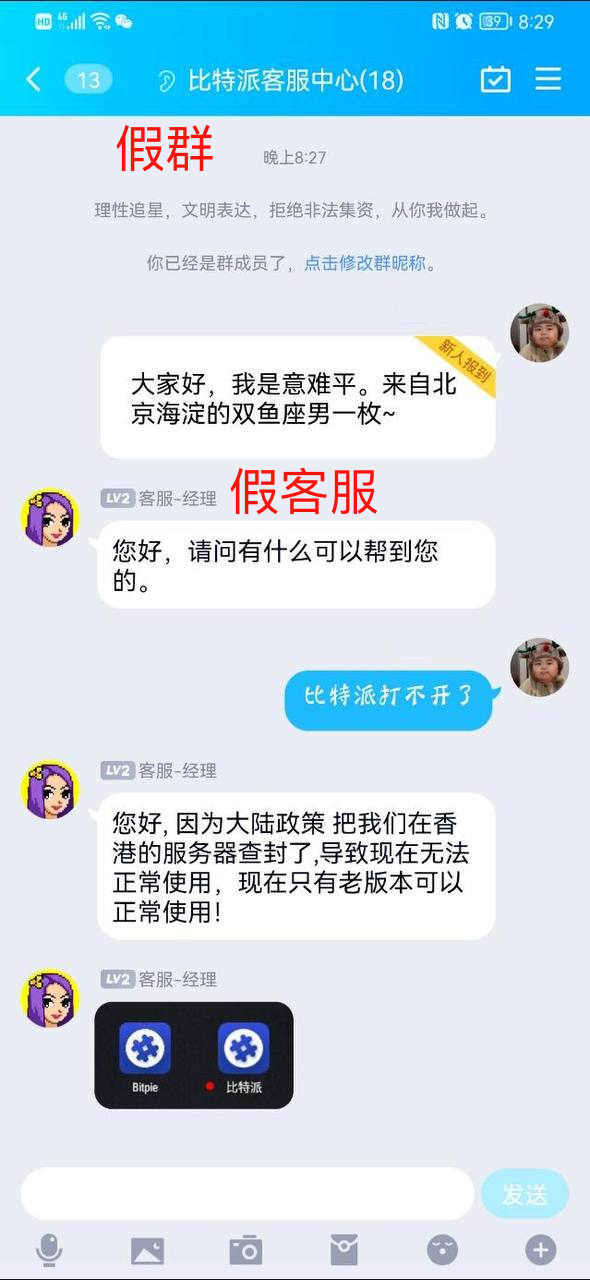 HD 4G 39 8:29
13 比特派客服中心(18)
假群
晚上8:27
理性追星，文明表达，拒绝非法集资，从你我做起。
你已经是群成员了，点击修改群昵称。
新人报到
大家好，我是意难平。来自北
京海淀的双鱼座男一枚~
LV2 客服-经理 假客服
您好，请问有什么可以帮到您
的。
比特派打不开了
LV2 客服-经理
您好, 因为大陆政策 把我们在香
港的服务器查封了,导致现在无法
正常使用，现在只有老版本可以
正常使用!
LV2 客服-经理
Bitpie 比特派
发送